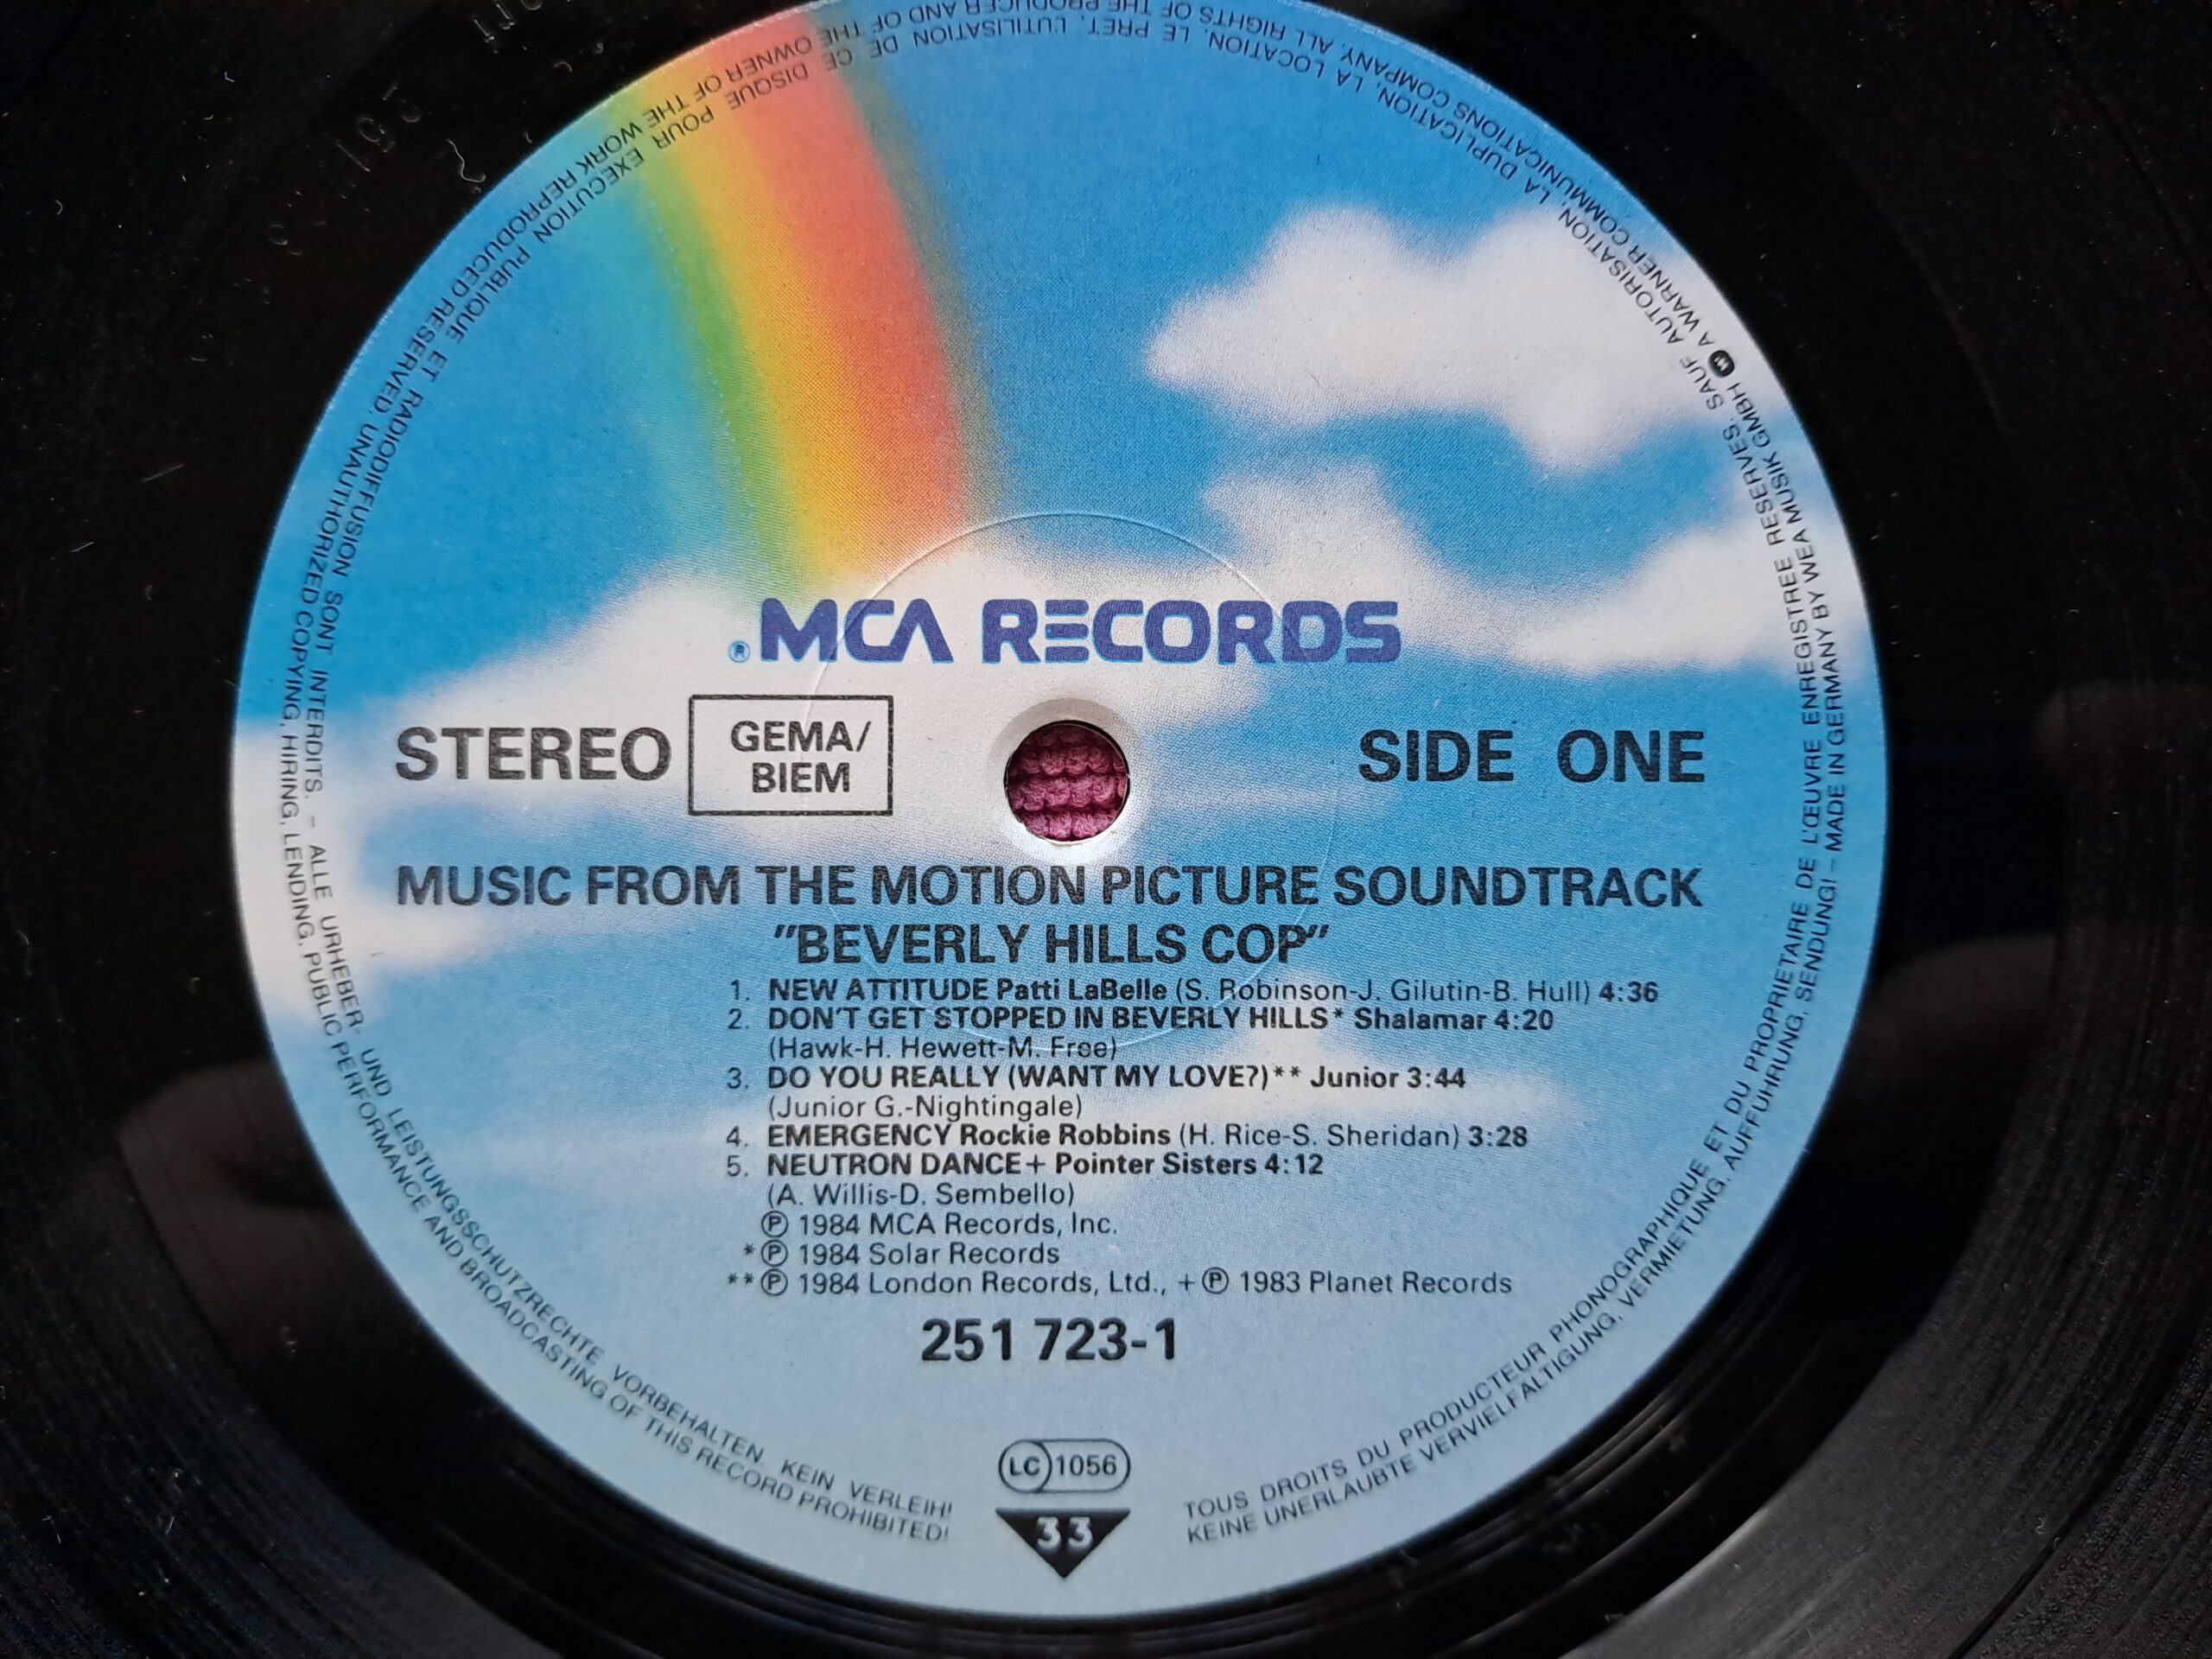 ® MCA RECORDS
STEREO
GEMA/
BIEM
SIDE ONE
MUSIC FROM THE MOTION PICTURE SOUNDTRACK
"BEVERLY HILLS COP"
1. NEW ATTITUDE Patti LaBelle (S. Robinson-J. Gilutin-B. Hull) 4:36
2. DON'T GET STOPPED IN BEVERLY HILLS* Shalamar 4:20
(Hawk-H. Hewett-M. Free)
3. DO YOU REALLY (WANT MY LOVE?)** Junior 3:44
(Junior G.-Nightingale)
4. EMERGENCY Rockie Robbins (H. Rice-S. Sheridan) 3:28
5. NEUTRON DANCE+ Pointer Sisters 4:12
(A. Willis-D. Sembello)
℗ 1984 MCA Records, Inc.
*℗ 1984 Solar Records
**℗ 1984 London Records, Ltd., +℗ 1983 Planet Records
251 723-1
LC 1056
33
TOUS DROITS DU PRODUCTEUR PHONOGRAPHIQUE ET DU PROPRIETAIRE DE L'ŒUVRE ENREGISTREE RESERVES. SAUF AUTORISATION, LA DUPLICATION, LA LOCATION, LE PRET, L'UTILISATION DE CE DISQUE POUR EXECUTION PUBLIQUE ET RADIODIFFUSION SONT INTERDITS. – ALLE URHEBER- UND LEISTUNGSSCHUTZRECHTE VORBEHALTEN. KEIN VERLEIH!
KEINE UNERLAUBTE VERVIELFALTIGUNG, VERMIETUNG, AUFFÜHRUNG, SENDUNG! – MADE IN GERMANY BY WEA MUSIK GMBH A WARNER COMMUNICATIONS COMPANY. ALL RIGHTS OF THE PRODUCER AND OF THE OWNER OF THE WORK REPRODUCED RESERVED. UNAUTHORIZED COPYING, HIRING, LENDING, PUBLIC PERFORMANCE AND BROADCASTING OF THIS RECORD PROHIBITED!